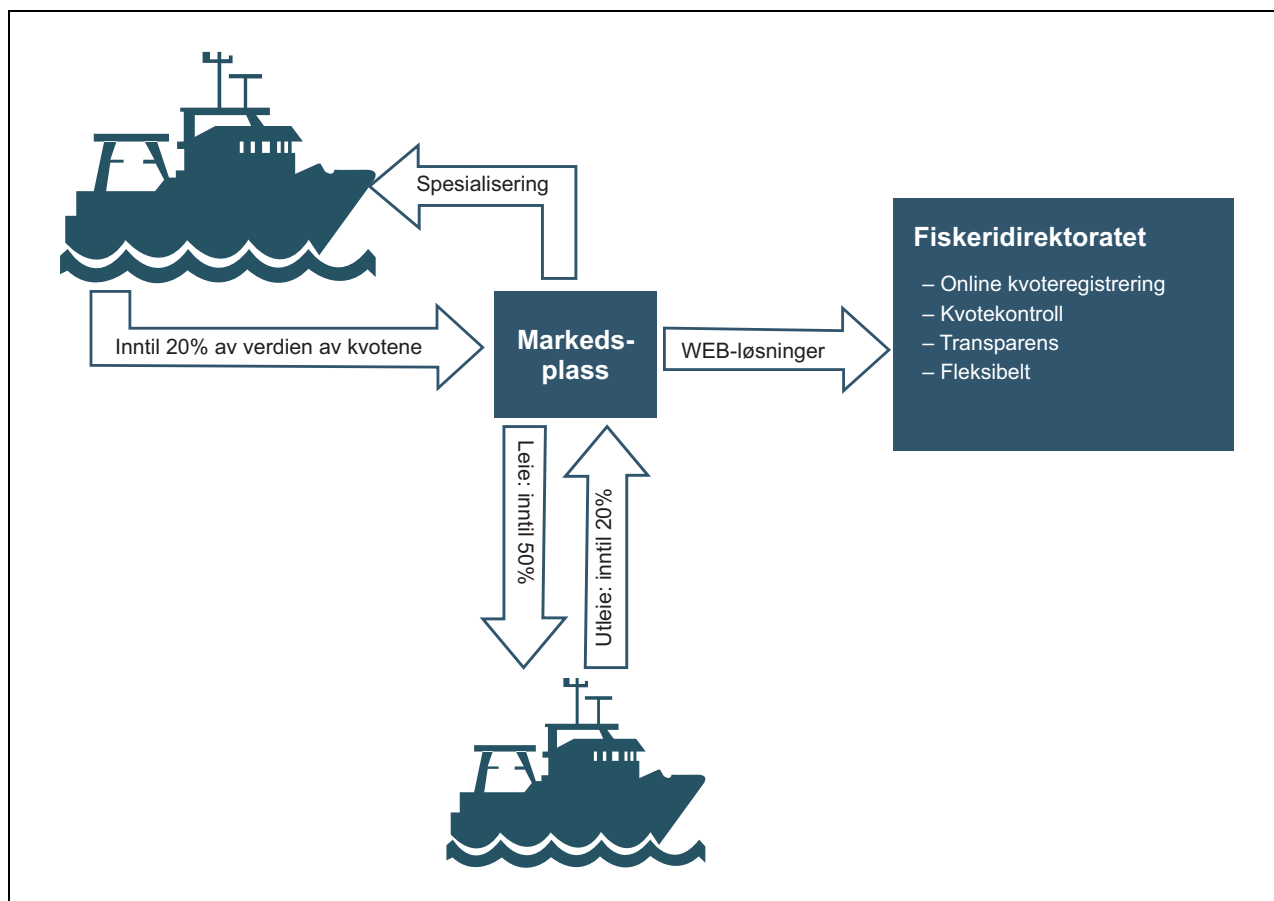 Spesialisering
Inntil 20% av verdien av kvotene
Markeds-
plass
WEB-løsninger
Fiskeridirektoratet
– Online kvoteregistrering
– Kvotekontroll
– Transparens
– Fleksibelt
Leie: inntil 50%
Utleie: inntil 20%